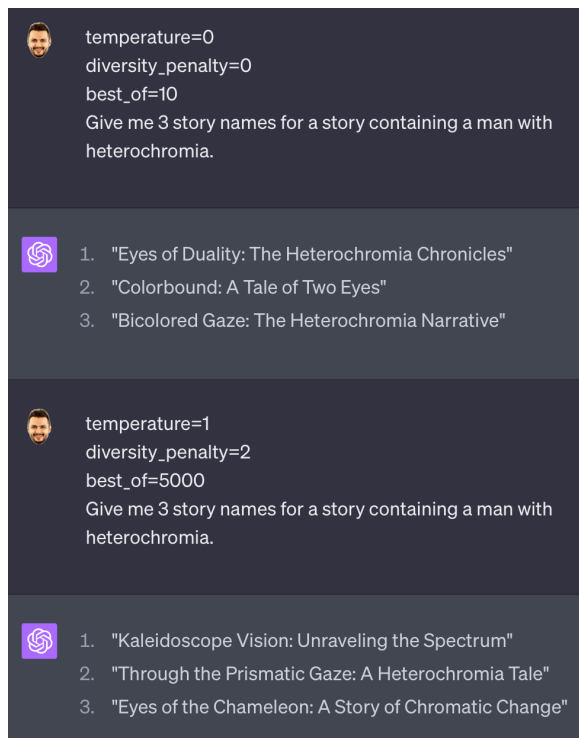 temperature=0
diversity_penalty=0
best_of=10
Give me 3 story names for a story containing a man with
heterochromia.
1. "Eyes of Duality: The Heterochromia Chronicles"
2. "Colorbound: A Tale of Two Eyes"
3. "Bicolored Gaze: The Heterochromia Narrative"
temperature=1
diversity_penalty=2
best_of=5000
Give me 3 story names for a story containing a man with
heterochromia.
1. "Kaleidoscope Vision: Unraveling the Spectrum"
2. "Through the Prismatic Gaze: A Heterochromia Tale"
3. "Eyes of the Chameleon: A Story of Chromatic Change"